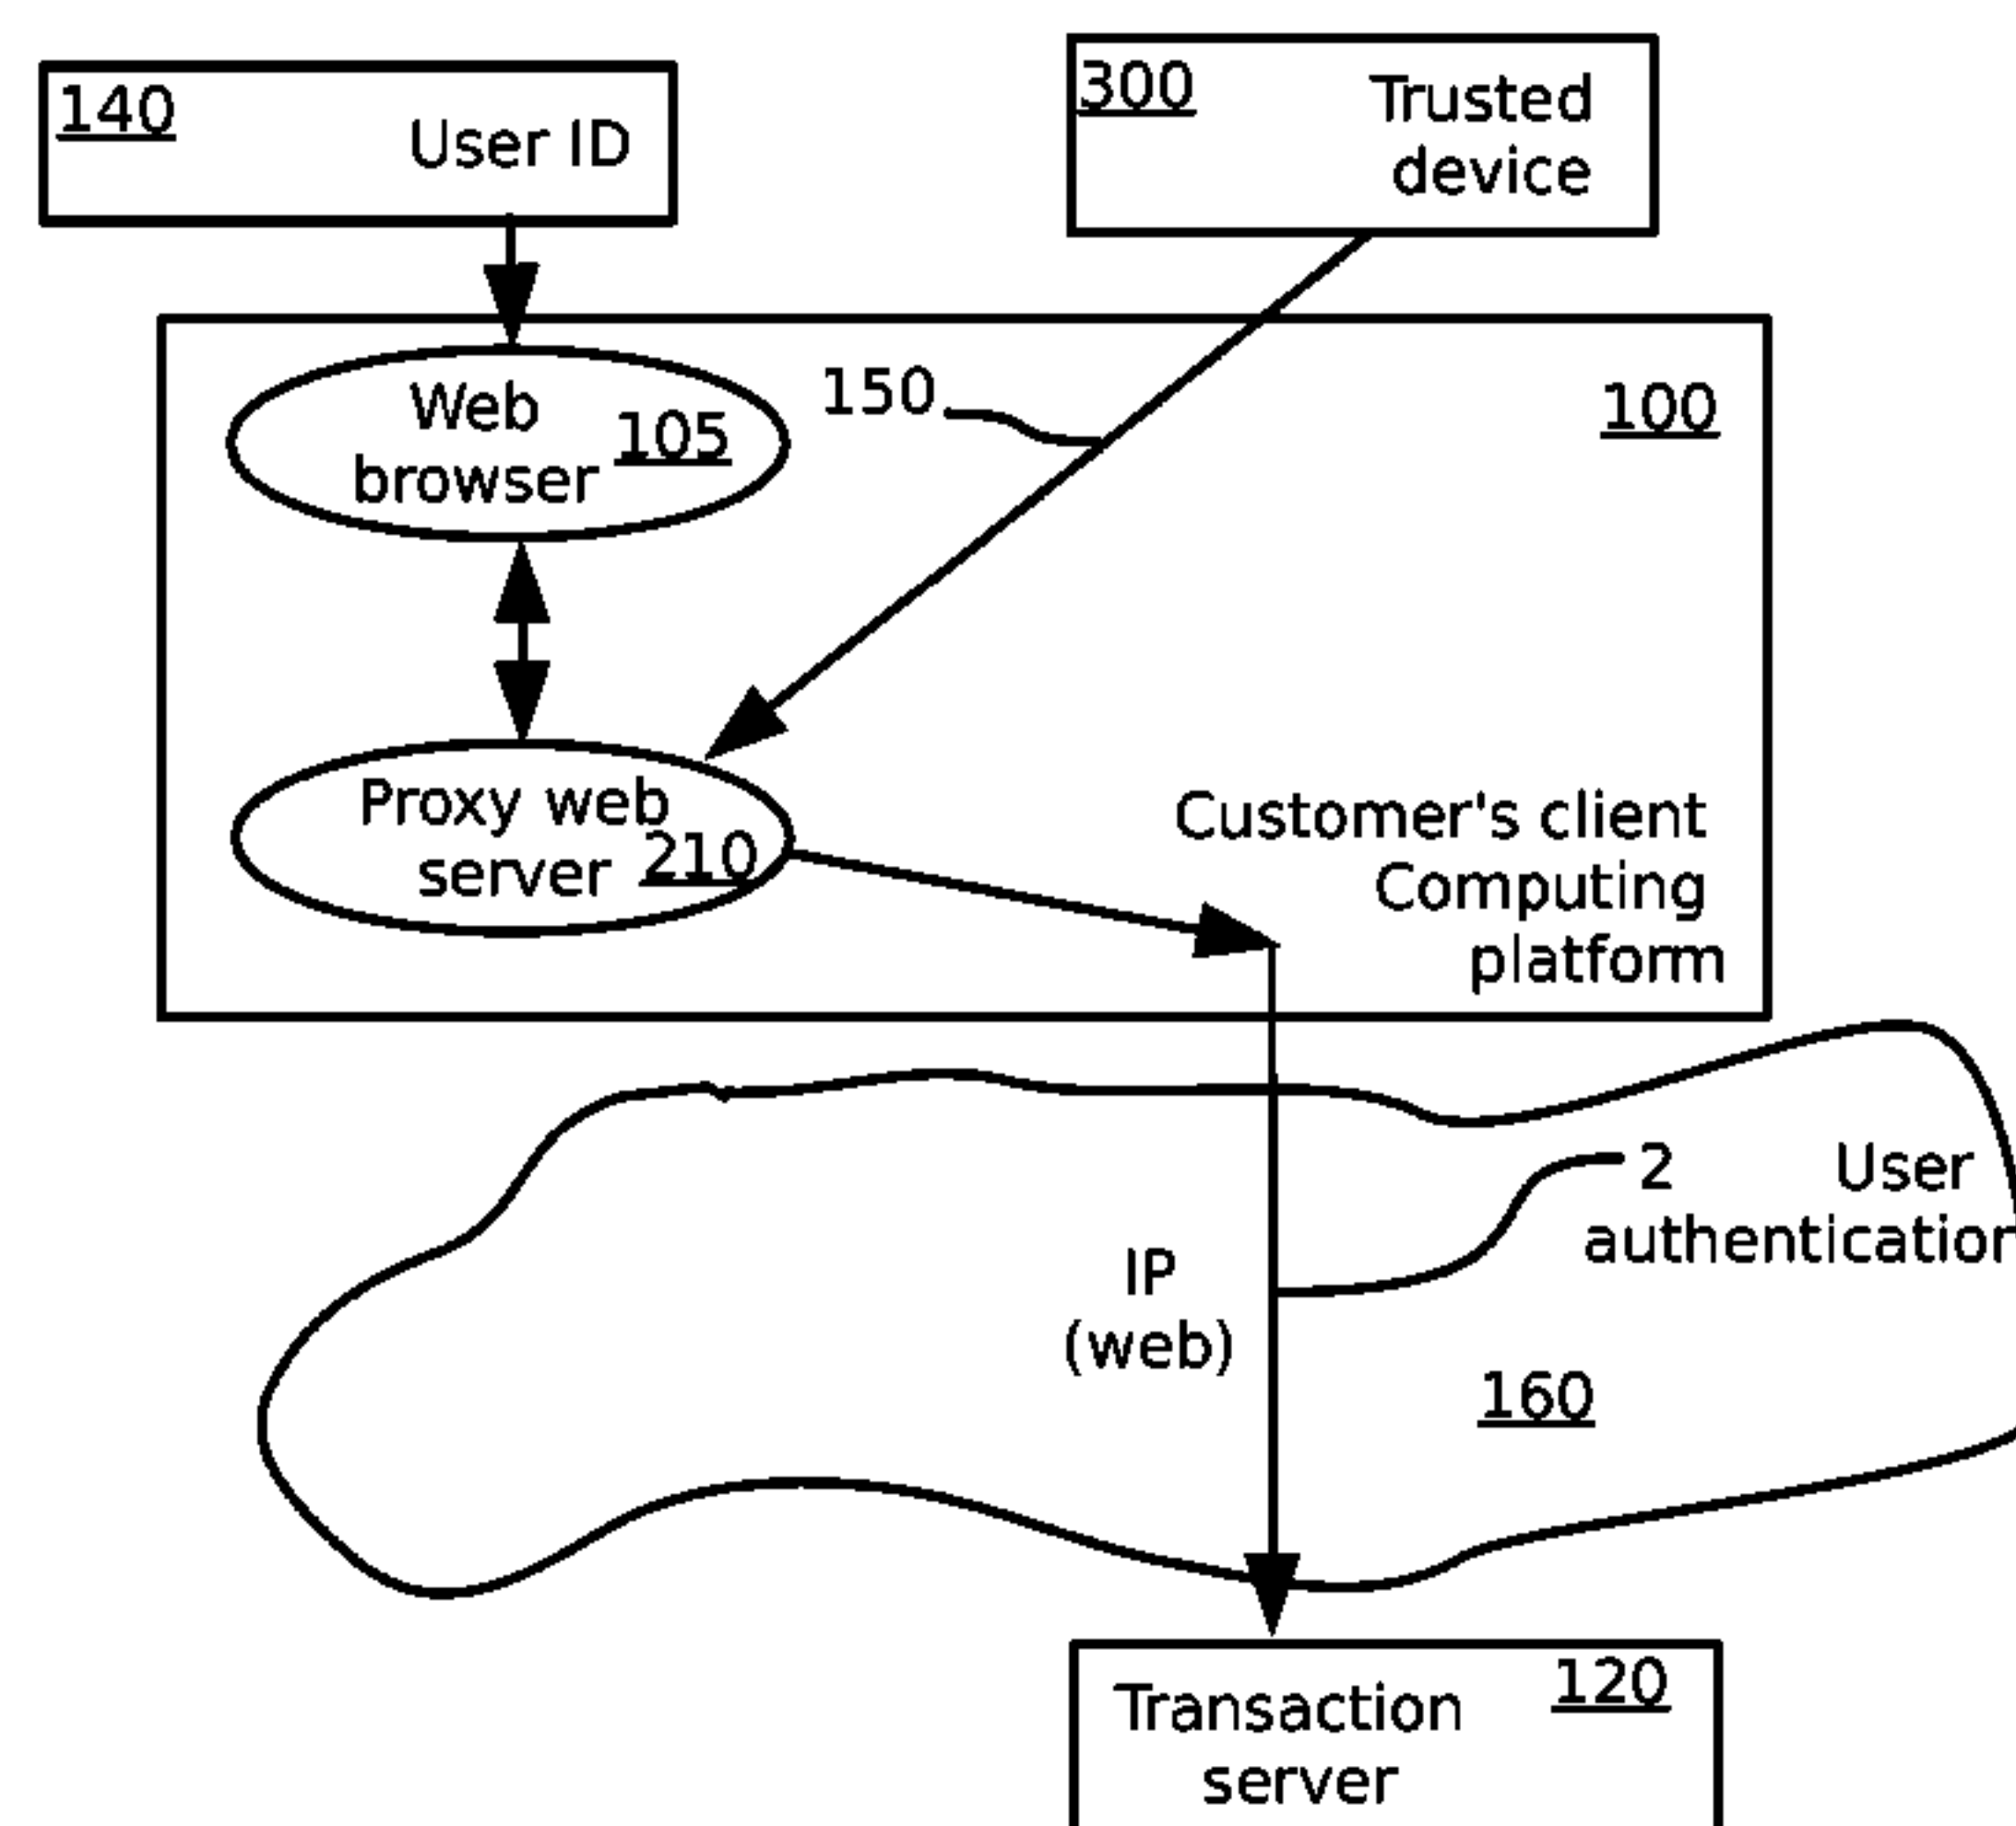 140
User ID
300
Trusted
device
Web
browser
105
150
100
Proxy web
server
210
Customer's client
Computing
platform
2
User
authentication
IP
(web)
160
120
Transaction
server